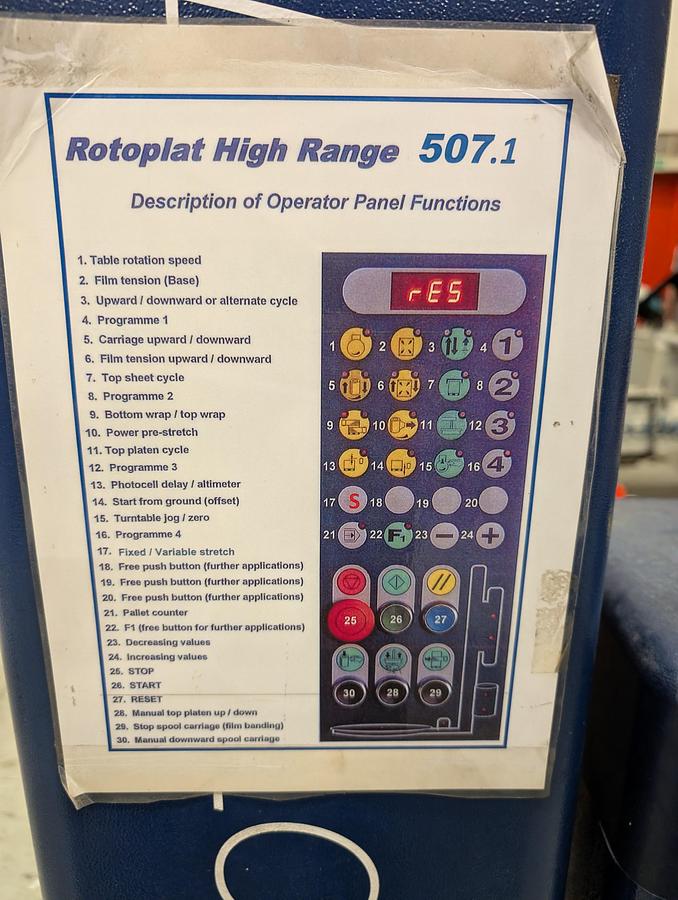 Rotoplat High Range 507.1
Description of Operator Panel Functions
1. Table rotation speed
2. Film tension (Base)
3. Upward / downward or alternate cycle
4. Programme 1
5. Carriage upward / downward
6. Film tension upward / downward
7. Top sheet cycle
8. Programme 2
9. Bottom wrap / top wrap
10. Power pre-stretch
11. Top platen cycle
12. Programme 3
13. Photocell delay / altimeter
14. Start from ground (offset)
15. Turntable jog / zero
16. Programme 4
17. Fixed / Variable stretch
18. Free push button (further applications)
19. Free push button (further applications)
20. Free push button (further applications)
21. Pallet counter
22. F1 (free button for further applications)
23. Decreasing values
24. Increasing values
25. STOP
26. START
27. RESET
28. Manual top platen up / down
29. Stop spool carriage (film banding)
30. Manual downward spool carriage
rES
1 2 3 4 1
5 6 7 8 2
9 10 11 12 3
13 14 15 16 4
17 S 18 19 20
21 22 F1 23 − 24 +
25 26 27
30 28 29